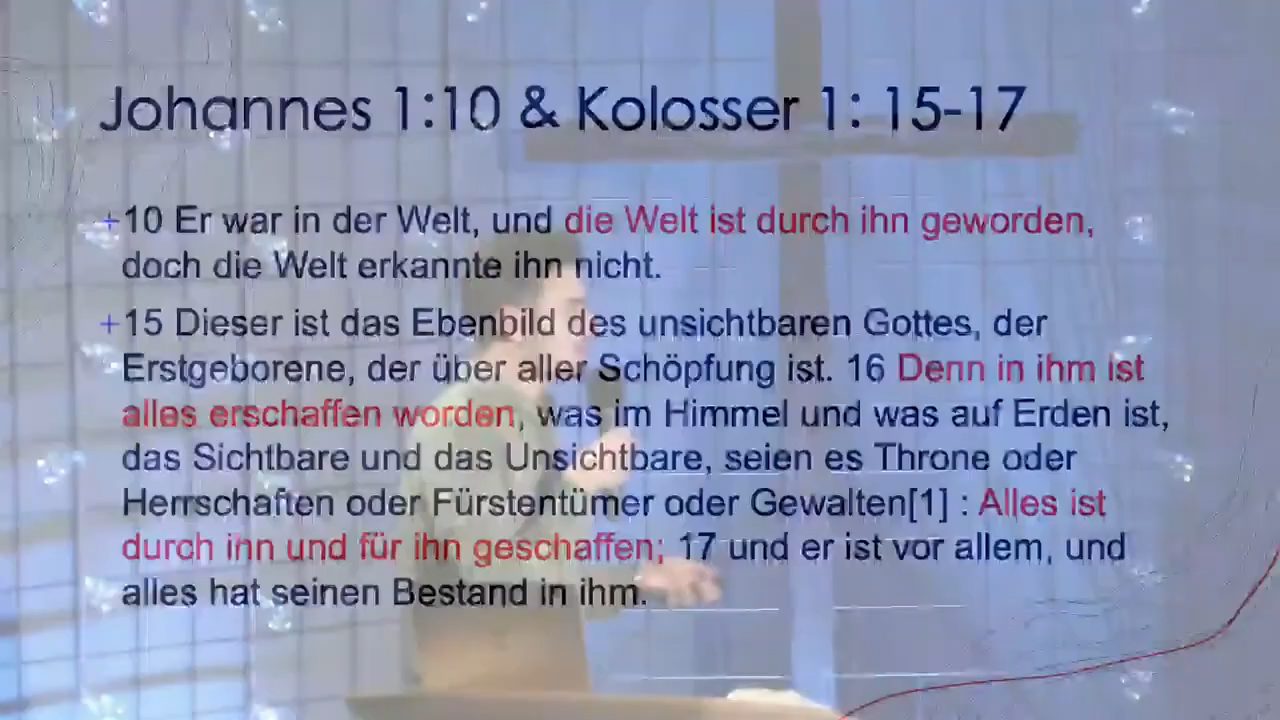 Johannes 1:10 & Kolosser 1: 15-17
+10 Er war in der Welt, und die Welt ist durch ihn geworden,
doch die Welt erkannte ihn nicht.
+15 Dieser ist das Ebenbild des unsichtbaren Gottes, der
Erstgeborene, der über aller Schöpfung ist. 16 Denn in ihm ist
alles erschaffen worden, was im Himmel und was auf Erden ist,
das Sichtbare und das Unsichtbare, seien es Throne oder
Herrschaften oder Fürstentümer oder Gewalten[1] : Alles ist
durch ihn und für ihn geschaffen; 17 und er ist vor allem, und
alles hat seinen Bestand in ihm.